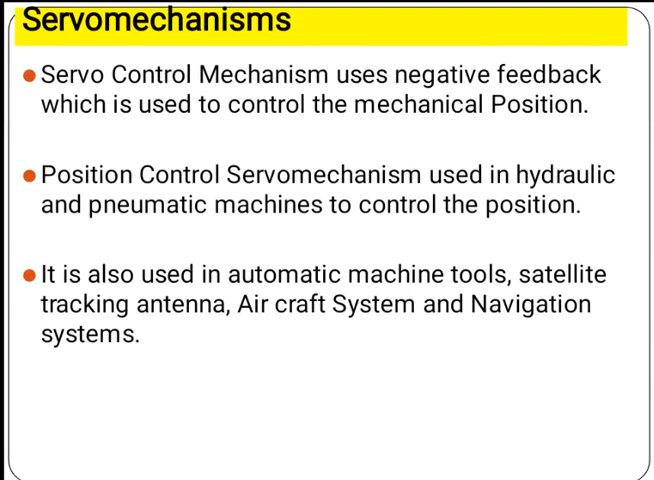 Servomechanisms
Servo Control Mechanism uses negative feedback
which is used to control the mechanical Position.
Position Control Servomechanism used in hydraulic
and pneumatic machines to control the position.
It is also used in automatic machine tools, satellite
tracking antenna, Air craft System and Navigation
systems.